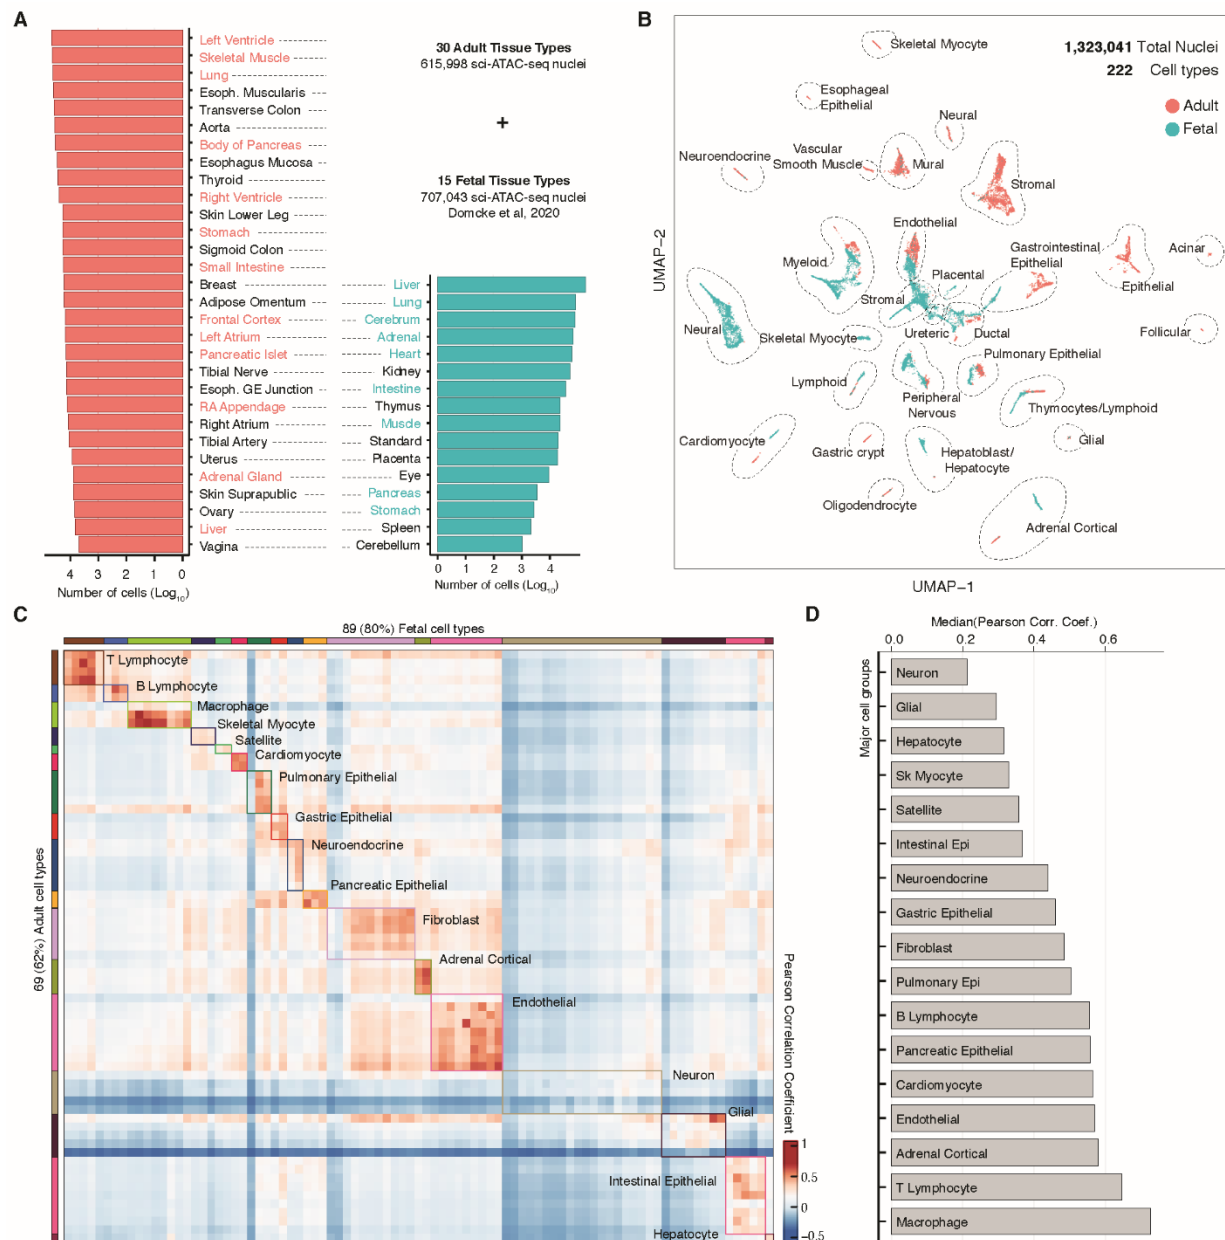 A
Left Ventricle
Skeletal Muscle
Lung
Esoph. Muscularis
Transverse Colon
Aorta
Body of Pancreas
Esophagus Mucosa
Thyroid
Right Ventricle
Skin Lower Leg
Stomach
Sigmoid Colon
Small Intestine
Breast
Adipose Omentum
Frontal Cortex
Left Atrium
Pancreatic Islet
Tibial Nerve
Esoph. GE Junction
RA Appendage
Right Atrium
Tibial Artery
Uterus
Adrenal Gland
Skin Suprapubic
Ovary
Liver
Vagina
4 3 2 1 0
Number of cells (Log10)
30 Adult Tissue Types
615,998 sci-ATAC-seq nuclei
+
15 Fetal Tissue Types
707,043 sci-ATAC-seq nuclei
Domcke et al, 2020
Liver
Lung
Cerebrum
Adrenal
Heart
Kidney
Intestine
Thymus
Muscle
Standard
Placenta
Eye
Pancreas
Stomach
Spleen
Cerebellum
0 1 2 3 4
Number of cells (Log10)
B
1,323,041 Total Nuclei
222 Cell types
Adult
Fetal
Skeletal Myocyte
Esophageal
Epithelial
Neural
Neuroendocrine
Vascular
Smooth Muscle
Mural
Stromal
Endothelial
Gastrointestinal
Epithelial
Acinar
Myeloid
Placental
Epithelial
Stromal
Neural
Skeletal Myocyte
Ureteric
Ductal
Follicular
Pulmonary Epithelial
Lymphoid
Peripheral
Nervous
Thymocytes/Lymphoid
Cardiomyocyte
Gastric crypt
Hepatoblast/
Hepatocyte
Glial
Oligodendrocyte
Adrenal Cortical
UMAP-2
UMAP-1
C
89 (80%) Fetal cell types
69 (62%) Adult cell types
T Lymphocyte
B Lymphocyte
Macrophage
Skeletal Myocyte
Satellite
Cardiomyocyte
Pulmonary Epithelial
Gastric Epithelial
Neuroendocrine
Pancreatic Epithelial
Fibroblast
Adrenal Cortical
Endothelial
Neuron
Glial
Intestinal Epithelial
Hepatocyte
Pearson Correlation Coefficient
1
0.5
0
-0.5
D
Median(Pearson Corr. Coef.)
0.0 0.2 0.4 0.6
Major cell groups
Neuron
Glial
Hepatocyte
Sk Myocyte
Satellite
Intestinal Epi
Neuroendocrine
Gastric Epithelial
Fibroblast
Pulmonary Epi
B Lymphocyte
Pancreatic Epithelial
Cardiomyocyte
Endothelial
Adrenal Cortical
T Lymphocyte
Macrophage